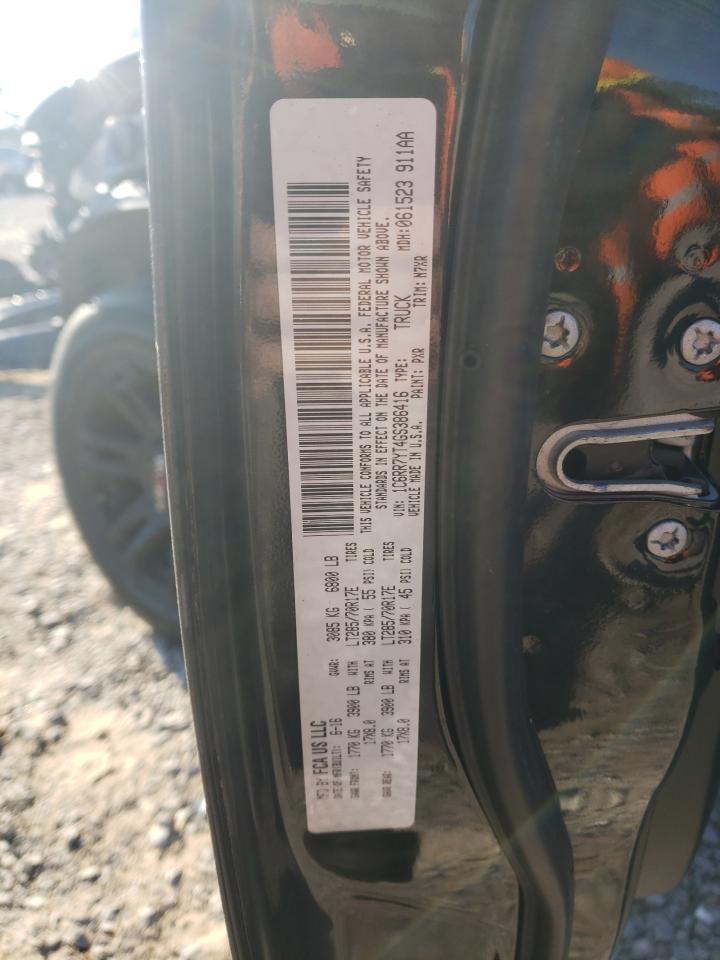 MFD BY: FCA US LLC
DATE OF MFR(BUILT): 6-16 GVWR: 3085 KG 6800 LB
GAWR FRONT: 1770 KG 3900 LB WITH LT285/70R17E TIRES
17X8.0 RIMS AT 380 KPA ( 55 PSI) COLD
GAWR REAR: 1770 KG 3900 LB WITH LT285/70R17E TIRES
17X8.0 RIMS AT 310 KPA ( 45 PSI) COLD
THIS VEHICLE CONFORMS TO ALL APPLICABLE U.S.A. FEDERAL MOTOR VEHICLE SAFETY
STANDARDS IN EFFECT ON THE DATE OF MANUFACTURE SHOWN ABOVE.
VIN: 1C6RR7YT4GS386416 TYPE: TRUCK MDH:061523 911AA
VEHICLE MADE IN U.S.A. PAINT: PXR TRIM: N7XR